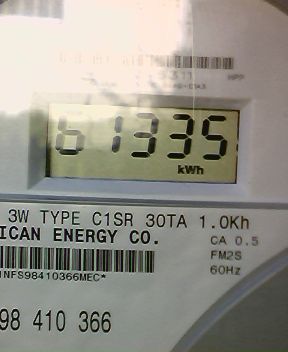 61335
kWh
3W TYPE C1SR 30TA 1.0Kh
ICAN ENERGY CO.
CA 0.5
FM2S
60Hz
1NFS98410366MEC*
98 410 366